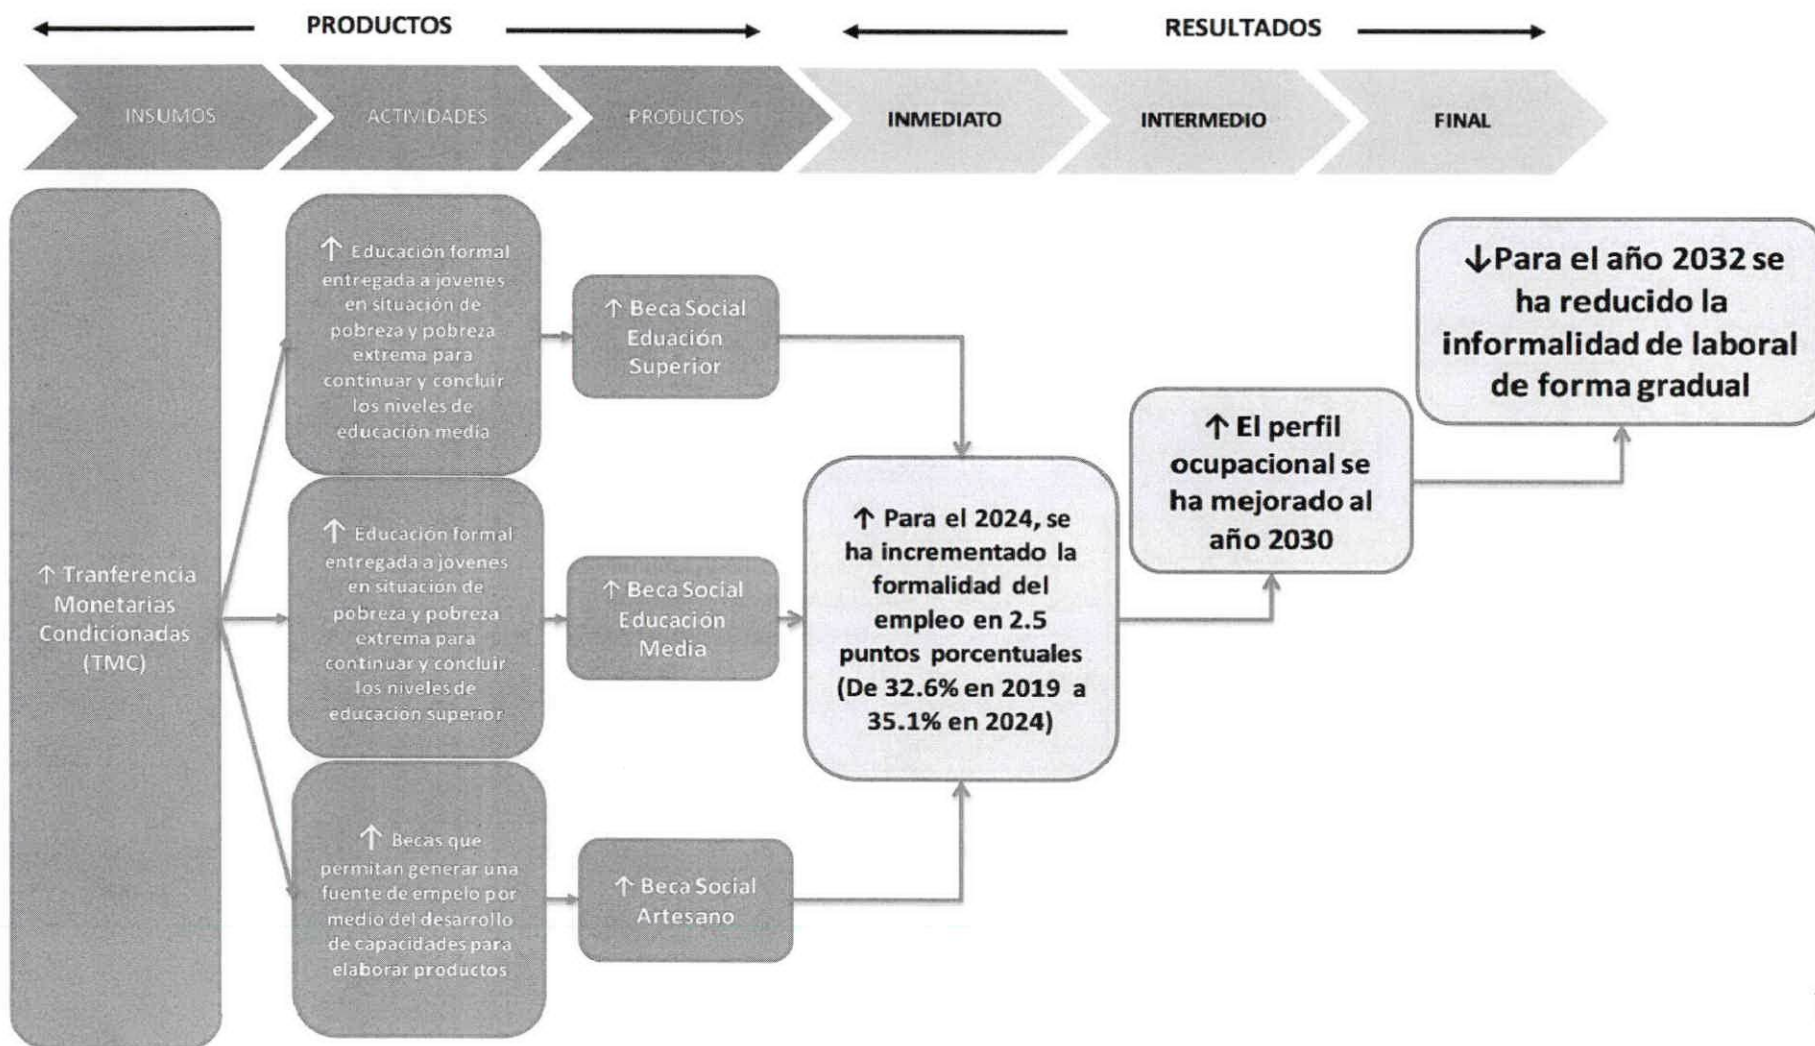 PRODUCTOS
RESULTADOS
INSUMOS
ACTIVIDADES
PRODUCTOS
INMEDIATO
INTERMEDIO
FINAL
↑ Tranferencia
Monetarias
Condicionadas
(TMC)
↑ Educación formal
entregada a jóvenes
en situación de
pobreza y pobreza
extrema para
continuar y concluir
los niveles de
educación media
↑ Educación formal
entregada a jovenes
en situación de
pobreza y pobreza
extrema para
continuar y concluir
los niveles de
educación superior
↑ Becas que
permitan generar una
fuente de empelo por
medio del desarrollo
de capacidades para
elaborar productos
↑ Beca Social
Eduación
Superior
↑ Beca Social
Educación
Media
↑ Beca Social
Artesano
↑ Para el 2024, se
ha incrementado la
formalidad del
empleo en 2.5
puntos porcentuales
(De 32.6% en 2019 a
35.1% en 2024)
↑ El perfil
ocupacional se
ha mejorado al
año 2030
↓Para el año 2032 se
ha reducido la
informalidad de laboral
de forma gradual